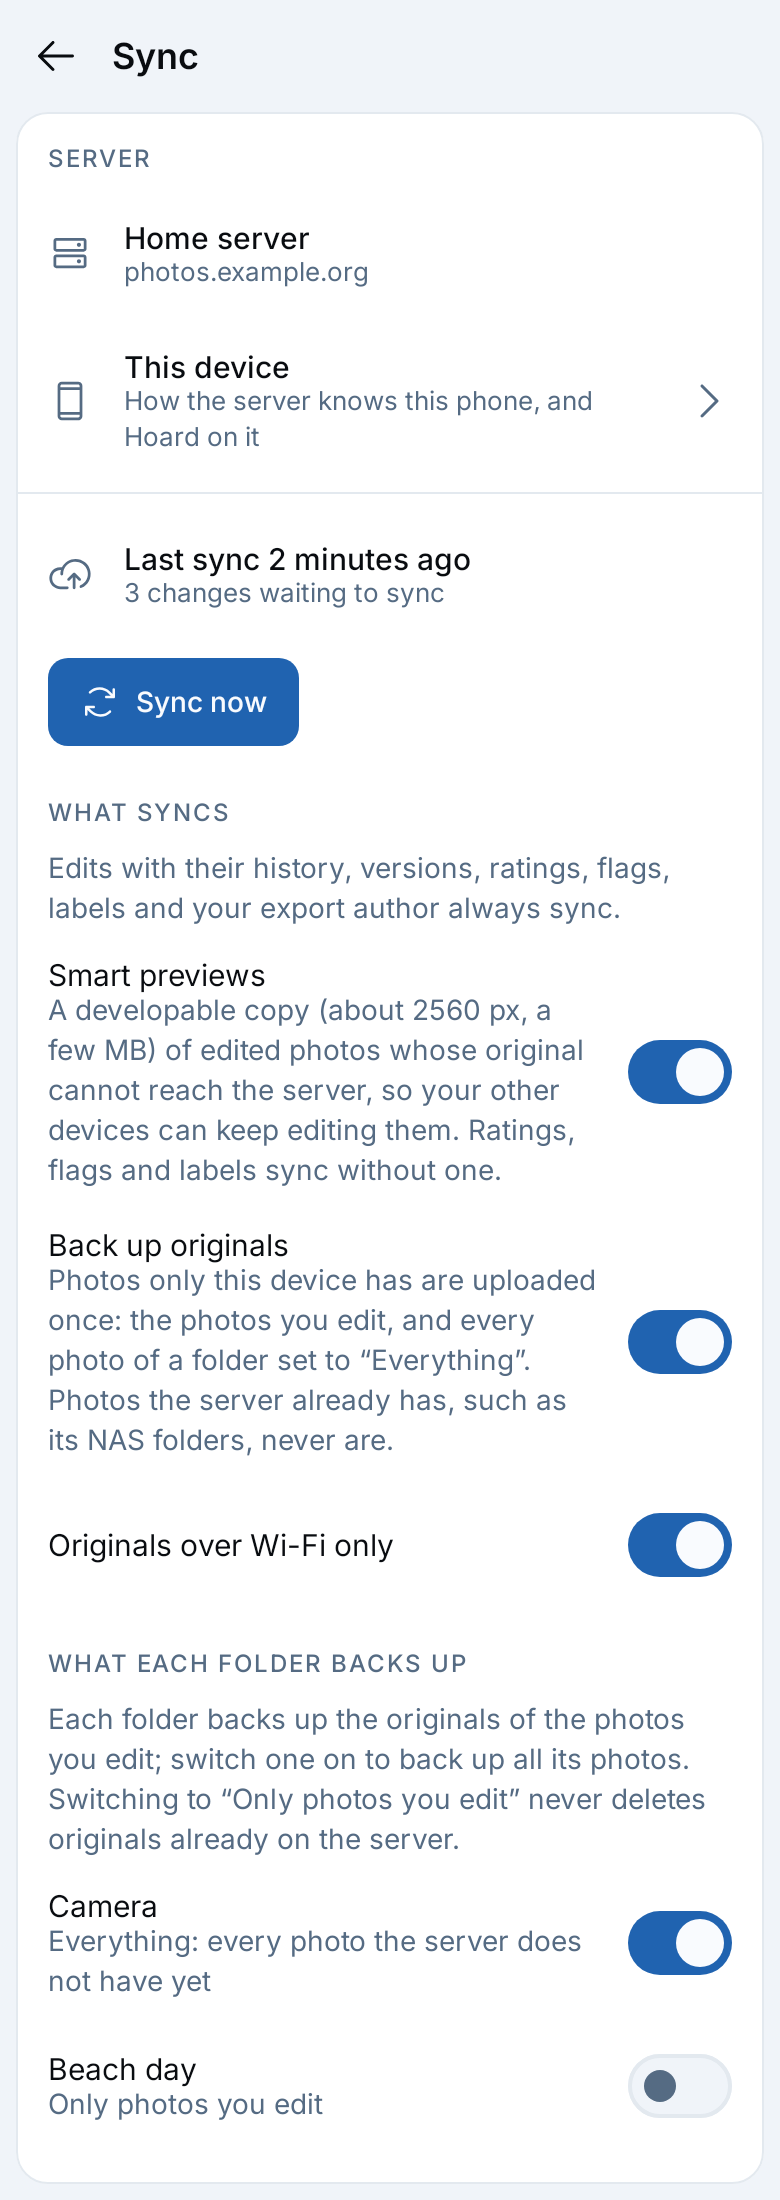 Sync
SERVER
Home server
photos.example.org
This device
How the server knows this phone, and
Hoard on it
Last sync 2 minutes ago
3 changes waiting to sync
Sync now
WHAT SYNCS
Edits with their history, versions, ratings, flags,
labels and your export author always sync.
Smart previews
A developable copy (about 2560 px, a
few MB) of edited photos whose original
cannot reach the server, so your other
devices can keep editing them. Ratings,
flags and labels sync without one.
Back up originals
Photos only this device has are uploaded
once: the photos you edit, and every
photo of a folder set to “Everything”.
Photos the server already has, such as
its NAS folders, never are.
Originals over Wi-Fi only
WHAT EACH FOLDER BACKS UP
Each folder backs up the originals of the photos
you edit; switch one on to back up all its photos.
Switching to “Only photos you edit” never deletes
originals already on the server.
Camera
Everything: every photo the server does
not have yet
Beach day
Only photos you edit